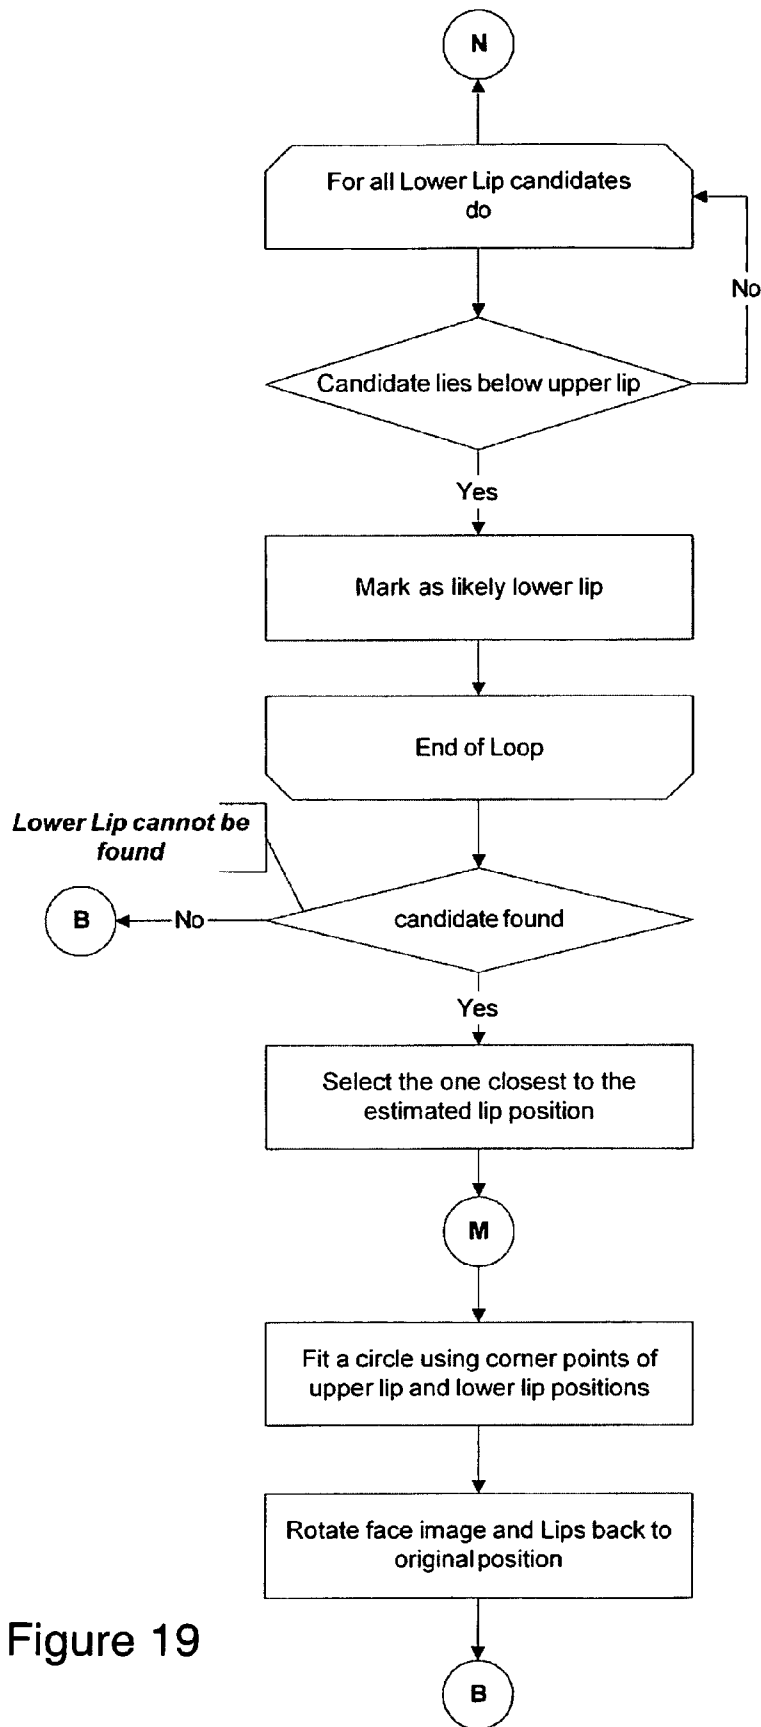 N
For all Lower Lip candidates
do
No
Candidate lies below upper lip
Yes
Mark as likely lower lip
End of Loop
Lower Lip cannot be
found
B
No
candidate found
Yes
Select the one closest to the
estimated lip position
M
Fit a circle using corner points of
upper lip and lower lip positions
Rotate face image and Lips back to
original position
Figure 19
B